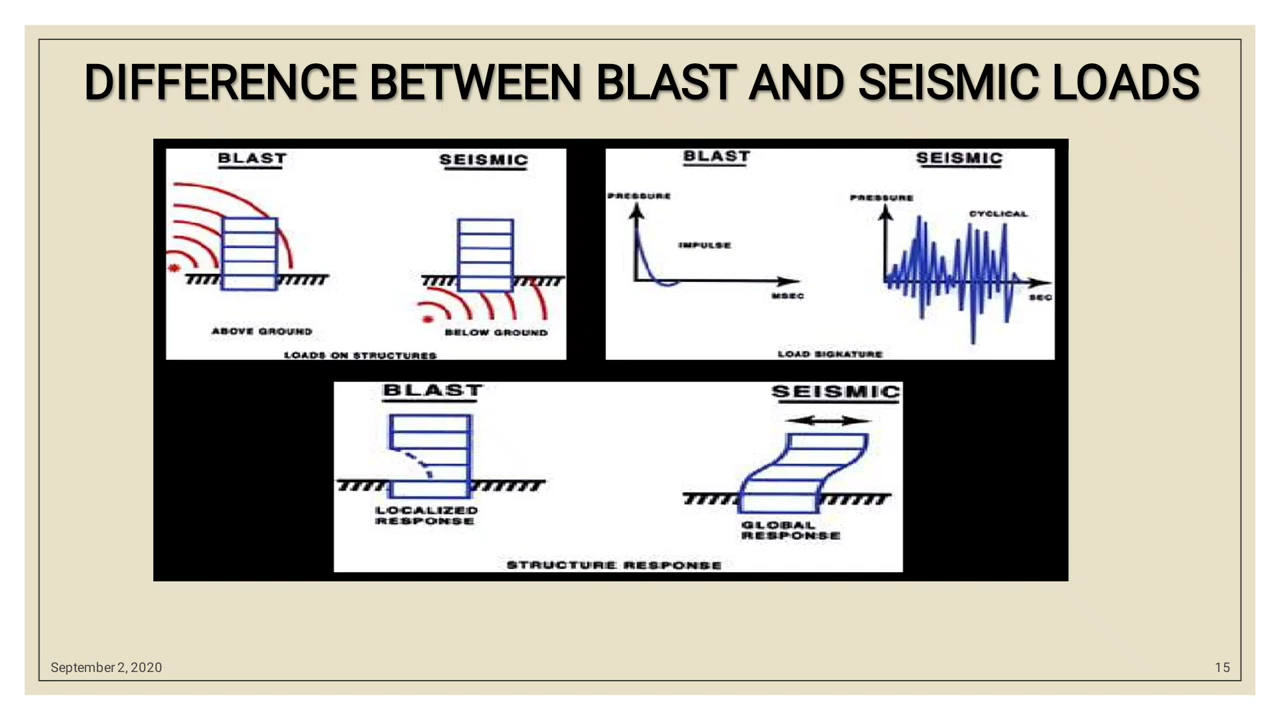 DIFFERENCE BETWEEN BLAST AND SEISMIC LOADS
BLAST
SEISMIC
ABOVE GROUND
BELOW GROUND
LOADS ON STRUCTURES
BLAST
SEISMIC
PRESSURE
IMPULSE
MSEC
PRESSURE
CYCLICAL
SEC
LOAD SIGNATURE
BLAST
SEISMIC
LOCALIZED
RESPONSE
GLOBAL
RESPONSE
STRUCTURE RESPONSE
September 2, 2020
15